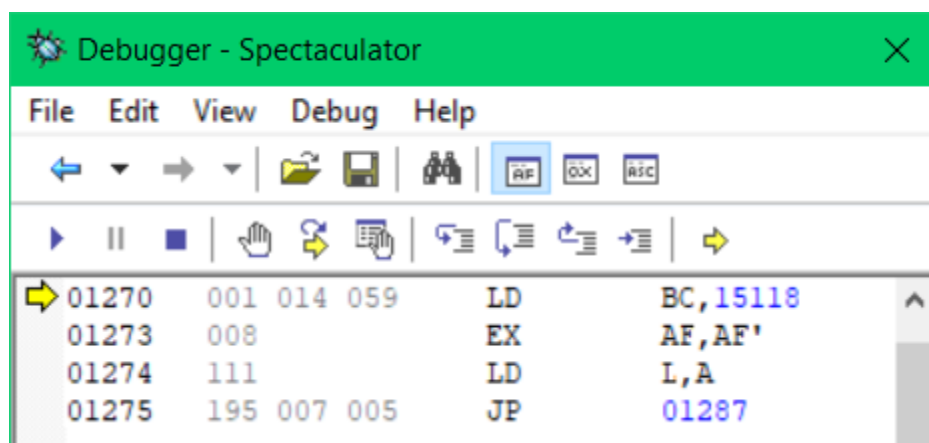 Debugger - Spectaculator
File Edit View Debug Help
AF 0X ASC
01270 001 014 059 LD BC,15118
01273 008 EX AF,AF'
01274 111 LD L,A
01275 195 007 005 JP 01287